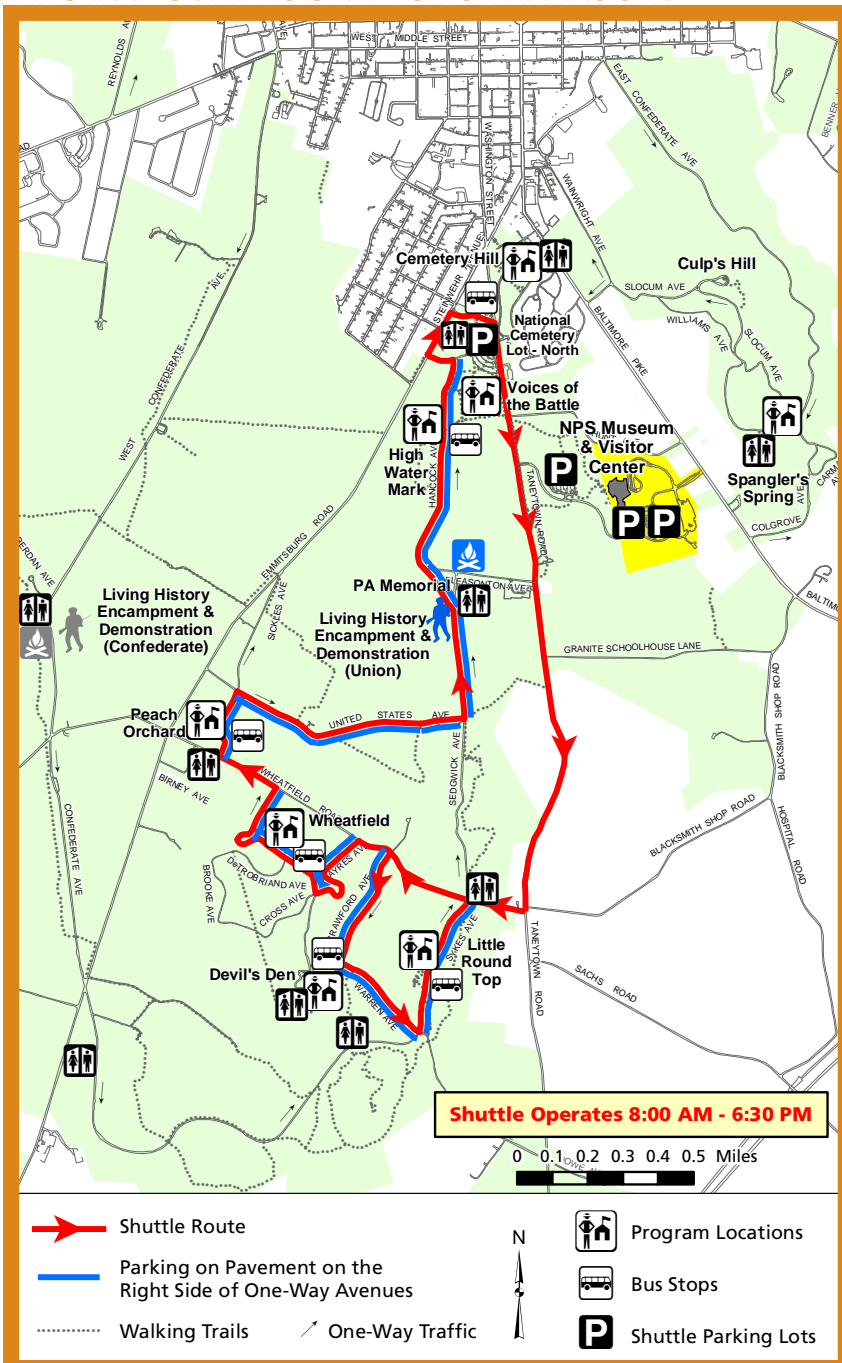 WEST MIDDLE STREET
REYNOLDS AVE
AVE
EAST CONFEDERATE AVE
BENNER
WASHINGTON STREET
WAINWRIGHT AVE
STEINWEHR AVENUE
Cemetery Hill
Culp's Hill
SLOCUM AVE
WILLIAMS AVE
SLOCUM AVE
BALTIMORE PIKE
National
Cemetery
Lot - North
P
WEST CONFEDERATE AVE.
Voices of
the Battle
High
Water
Mark
HANCOCK AVE
NPS Museum
& Visitor
Center
P
P P
Spangler's
Spring
CARM
COLGROVE AVE
TANEYTOWN ROAD
EMMITSBURG ROAD
PA Memorial
PLEASONTON AVE
BALTIMO
BERDAN AVE
Living History
Encampment &
Demonstration
(Confederate)
SICKLES AVE
Living History
Encampment &
Demonstration
(Union)
GRANITE SCHOOLHOUSE LANE
BLACKSMITH SHOP ROAD
Peach
Orchard
UNITED STATES AVE
SEDGWICK AVE
BIRNEY AVE
WHEATFIELD ROAD
Wheatfield
BLACKSMITH SHOP ROAD
HOSPITAL ROAD
CONFEDERATE AVE
AYRES AVE
DeTROBRIAND AVE
BROOKE AVE
CROSS AVE
CRAWFORD AVE
SYKES AVE
Little
Round
Top
TANEYTOWN ROAD
SACHS ROAD
Devil's Den
WARREN AVE
Shuttle Operates 8:00 AM - 6:30 PM
0 0.1 0.2 0.3 0.4 0.5 Miles
Shuttle Route
Parking on Pavement on the
Right Side of One-Way Avenues
Walking Trails
One-Way Traffic
N
Program Locations
Bus Stops
P Shuttle Parking Lots